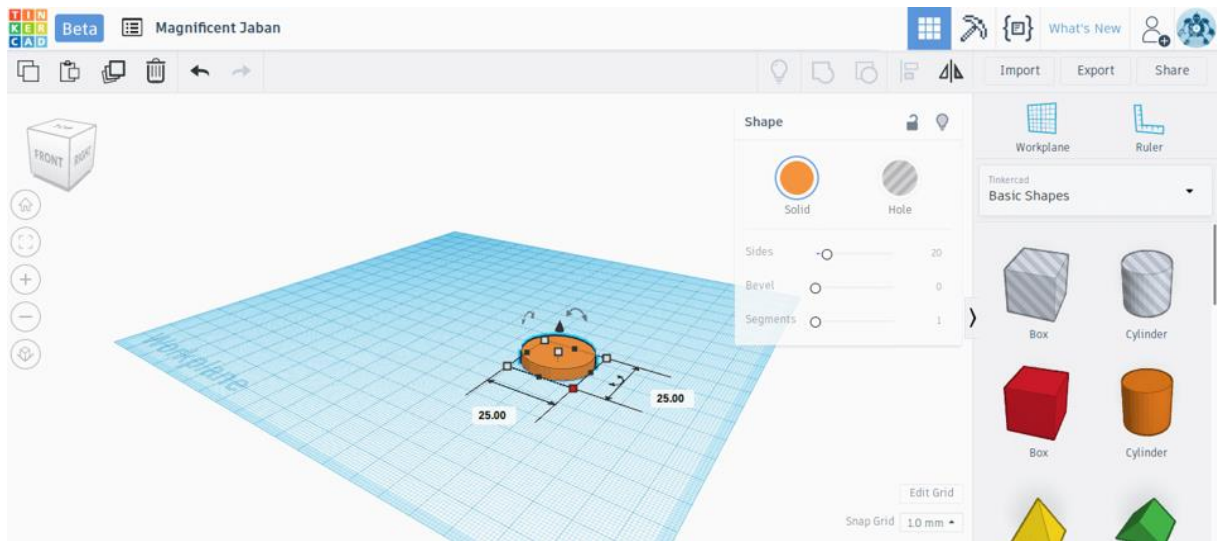 TIN
KER
CAD
Beta
Magnificent Jaban
What's New
Import Export Share
Shape
Solid Hole
Sides 20
Bevel 0
Segments 1
Workplane Ruler
Tinkercad
Basic Shapes
Box Cylinder
Box Cylinder
FRONT RIGHT
Workplane
25.00
25.00
Edit Grid
Snap Grid 1.0 mm